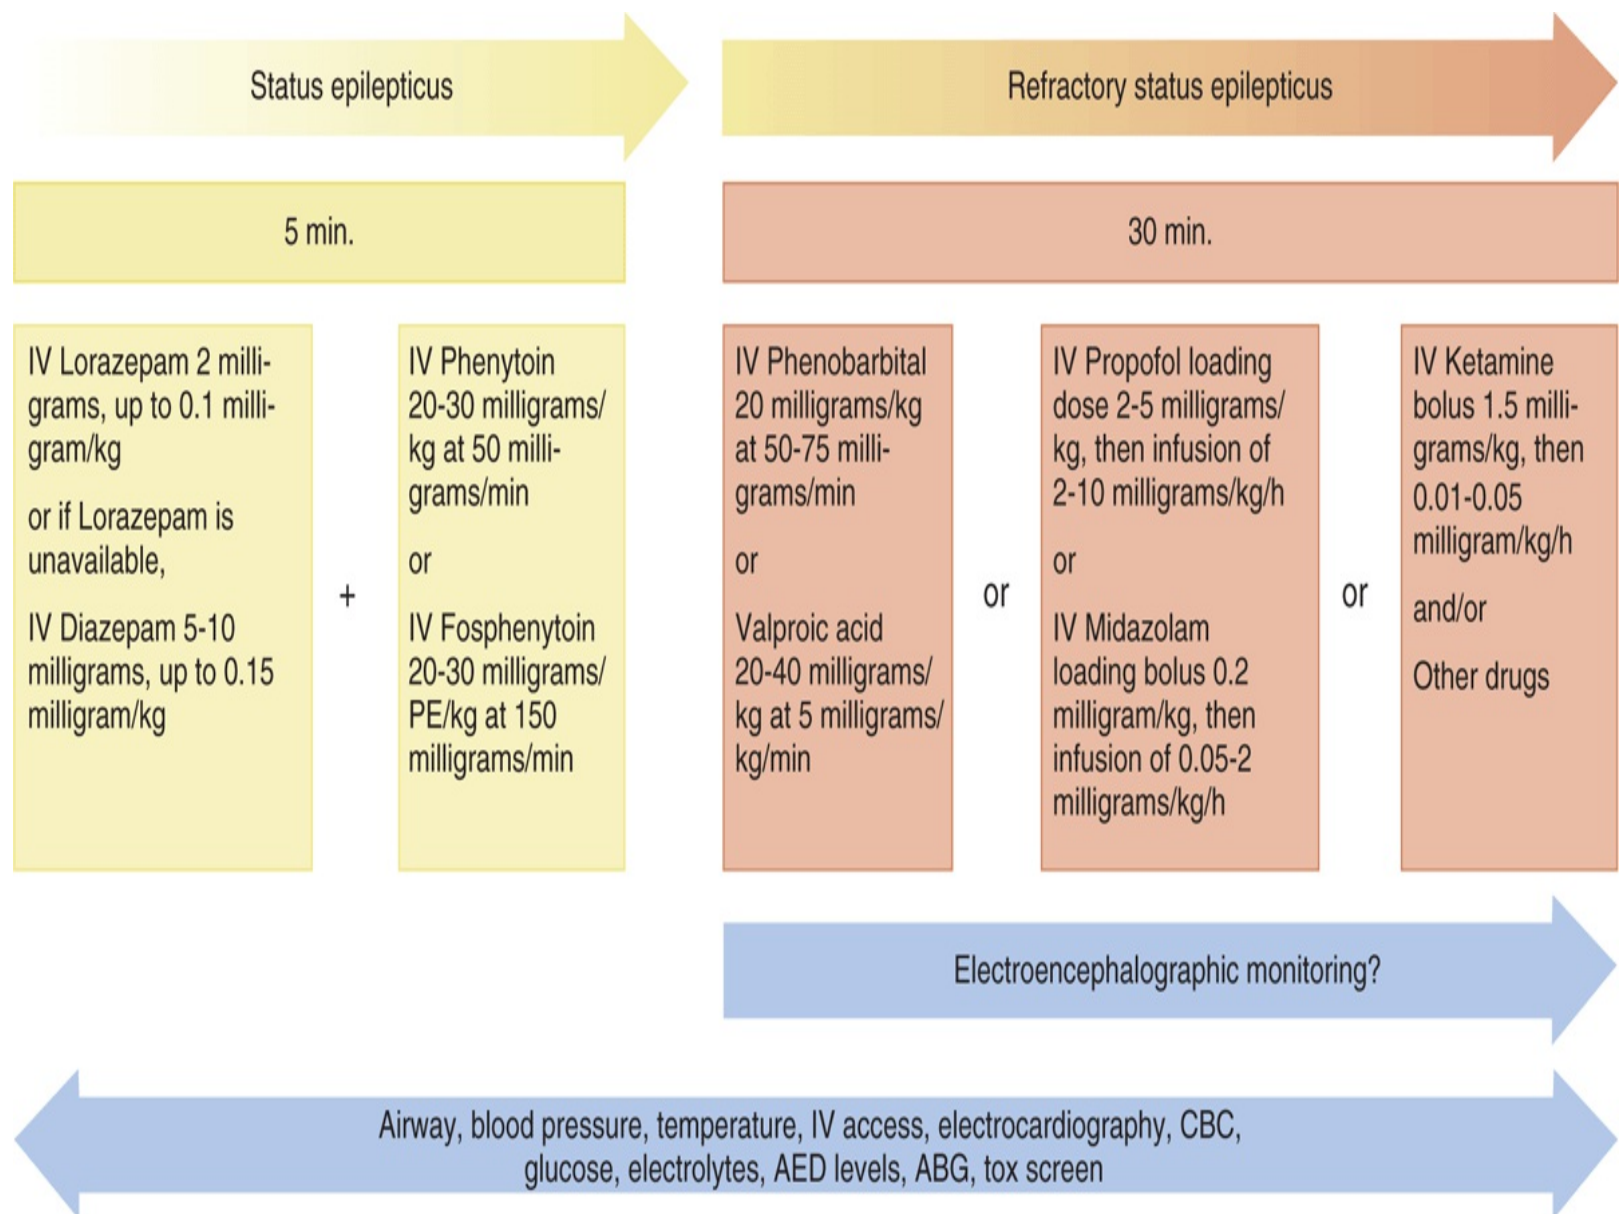 Status epilepticus
Refractory status epilepticus
5 min.
30 min.
IV Lorazepam 2 milli-
grams, up to 0.1 milli-
gram/kg
or if Lorazepam is
unavailable,
IV Diazepam 5-10
milligrams, up to 0.15
milligram/kg
+
IV Phenytoin
20-30 milligrams/
kg at 50 milli-
grams/min
or
IV Fosphenytoin
20-30 milligrams/
PE/kg at 150
milligrams/min
IV Phenobarbital
20 milligrams/kg
at 50-75 milli-
grams/min
or
Valproic acid
20-40 milligrams/
kg at 5 milligrams/
kg/min
or
IV Propofol loading
dose 2-5 milligrams/
kg, then infusion of
2-10 milligrams/kg/h
or
IV Midazolam
loading bolus 0.2
milligram/kg, then
infusion of 0.05-2
milligrams/kg/h
or
IV Ketamine
bolus 1.5 milli-
grams/kg, then
0.01-0.05
milligram/kg/h
and/or
Other drugs
Electroencephalographic monitoring?
Airway, blood pressure, temperature, IV access, electrocardiography, CBC,
glucose, electrolytes, AED levels, ABG, tox screen